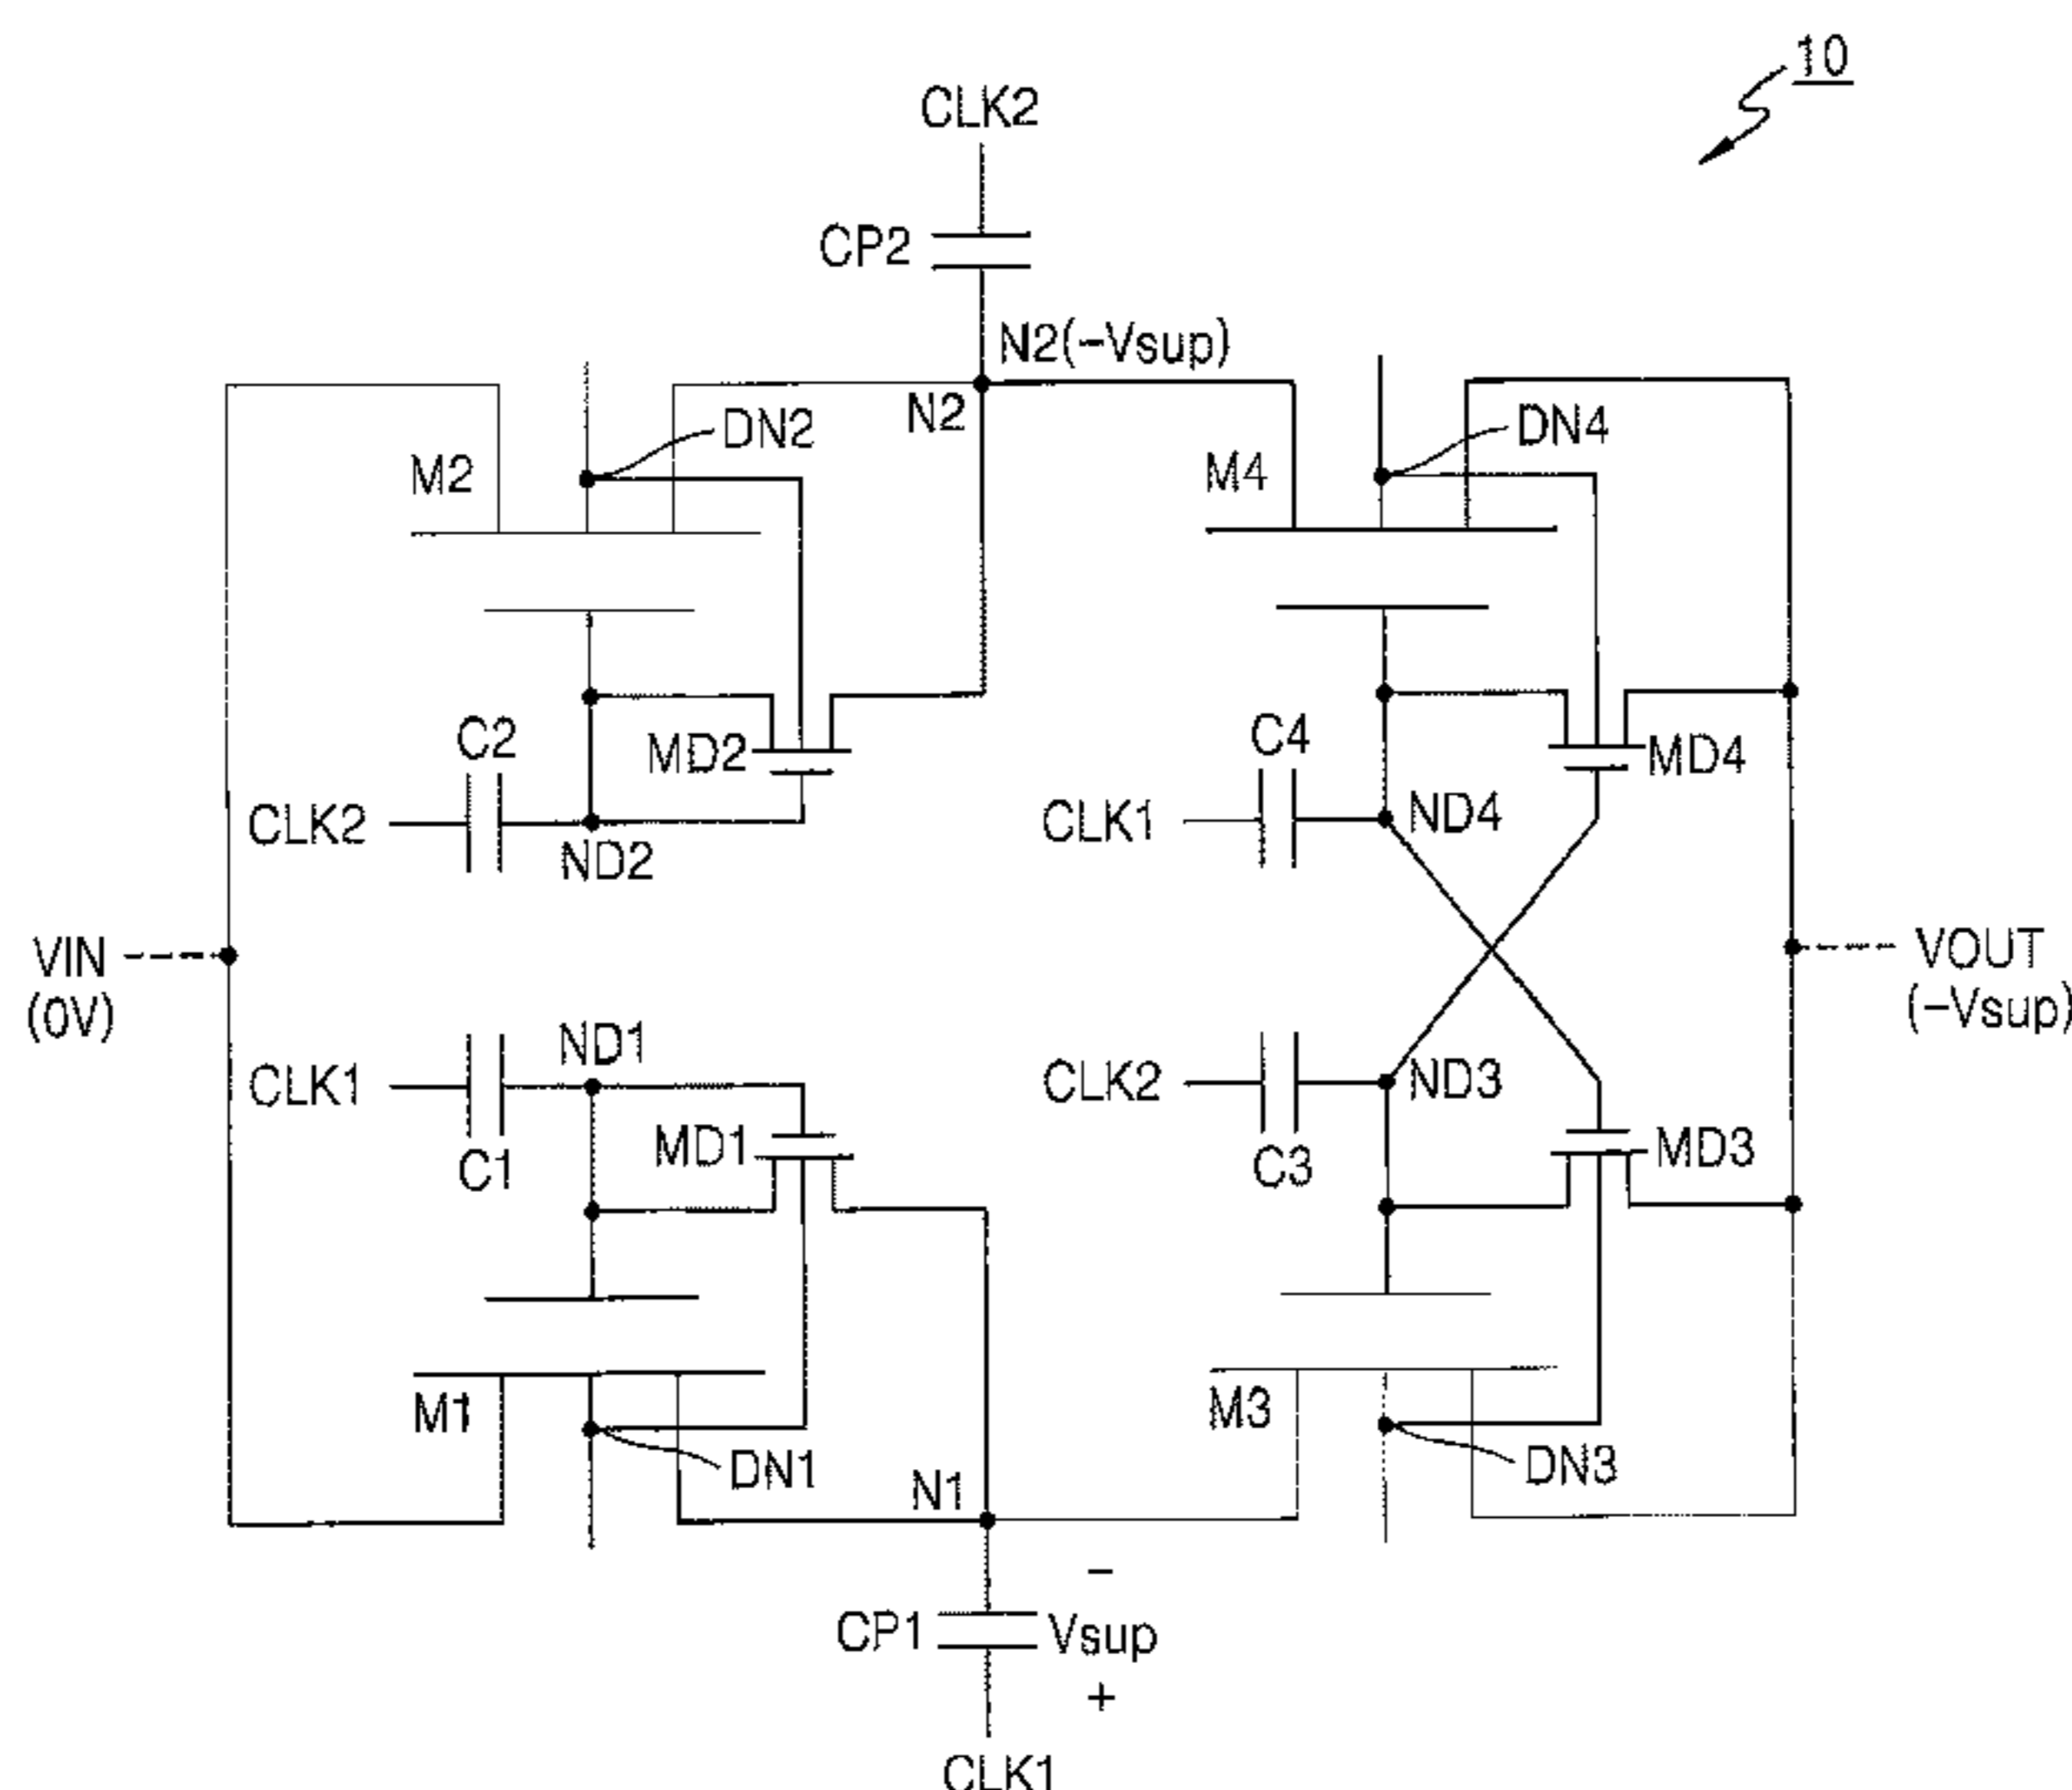 10
CLK2
CP2
N2(-Vsup)
N2
DN2
DN4
M2
M4
C2
MD2
C4
MD4
CLK2
ND2
CLK1
ND4
VIN
(0V)
VOUT
(-Vsup)
ND1
CLK1
CLK2
ND3
MD1
MD3
C1
C3
M1
M3
DN1
DN3
N1
-
CP1
Vsup
+
CLK1